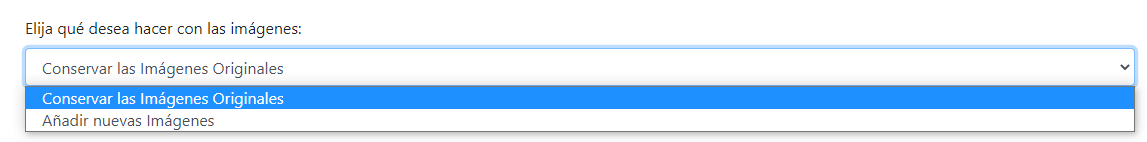 Elija qué desea hacer con las imágenes:
Conservar las Imágenes Originales
Conservar las Imágenes Originales
Añadir nuevas Imágenes